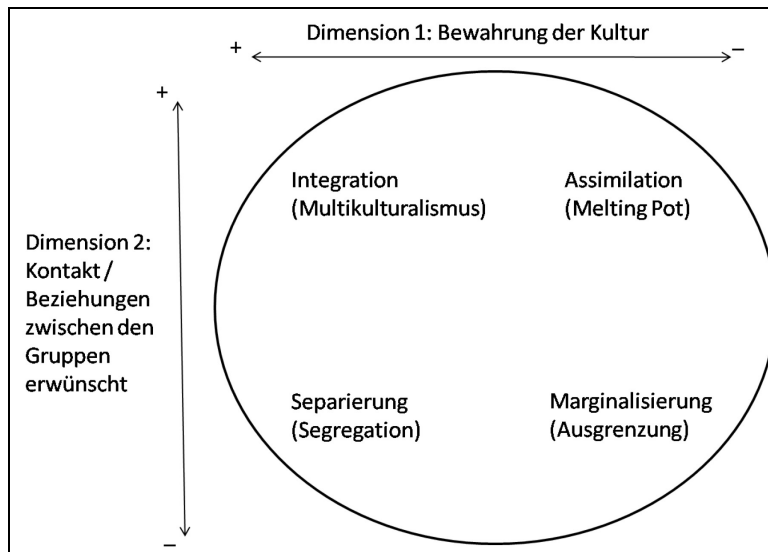 Dimension 1: Bewahrung der Kultur
+
–
+
Integration
(Multikulturalismus)
Assimilation
(Melting Pot)
Dimension 2:
Kontakt /
Beziehungen
zwischen den
Gruppen
erwünscht
Separierung
(Segregation)
Marginalisierung
(Ausgrenzung)
–